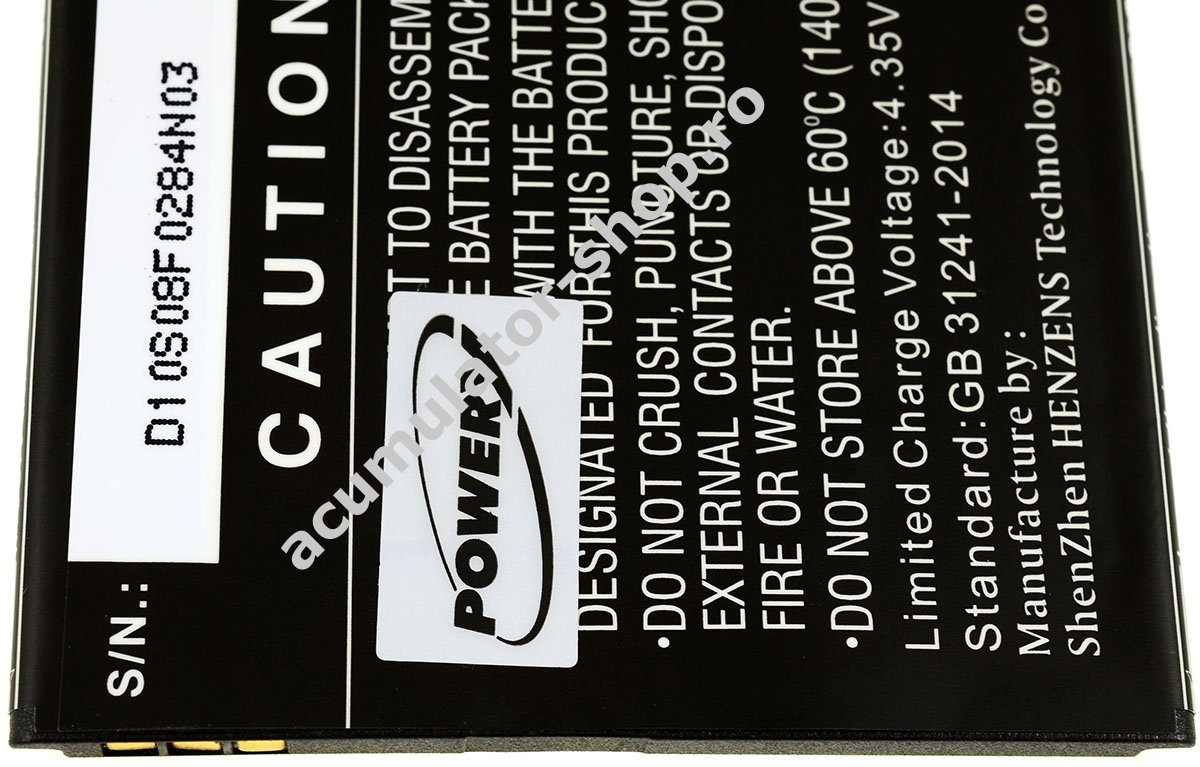 S/N.:
D10S08F0284N03
CAUTION
TO DISASSEM
BATTERY PACK
WITH THE BATTE
DESIGNATED FOR THIS PRODUC
•DO NOT CRUSH, PUNCTURE, SHO
EXTERNAL CONTACTS OR DISPO
FIRE OR WATER.
•DO NOT STORE ABOVE 60°C (140
Limited Charge Voltage:4.35V
Standard:GB 31241-2014
Manufacture by :
ShenZhen HENZENS Technology Co
POWERY
acumulator-shop.ro